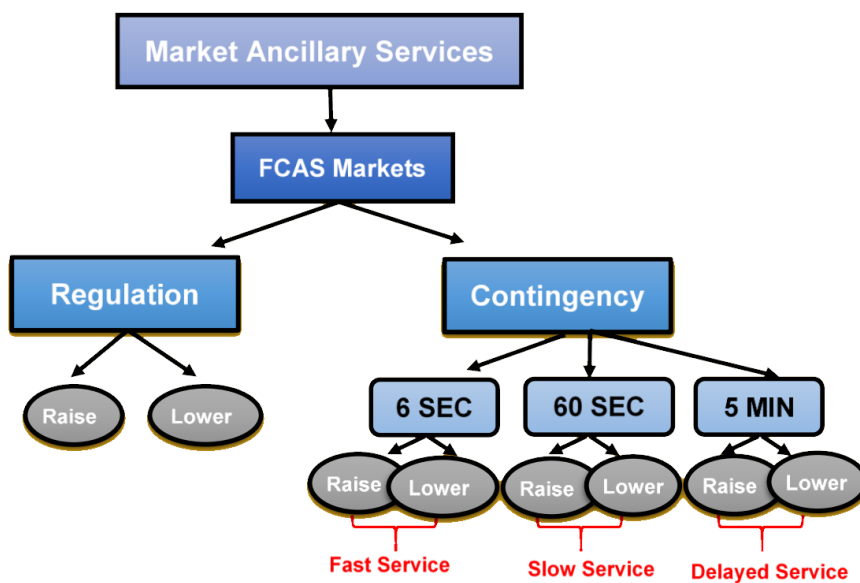 Market Ancillary Services
FCAS Markets
Regulation
Contingency
6 SEC
60 SEC
5 MIN
Raise
Lower
Raise
Lower
Raise
Lower
Raise
Lower
Fast Service
Slow Service
Delayed Service